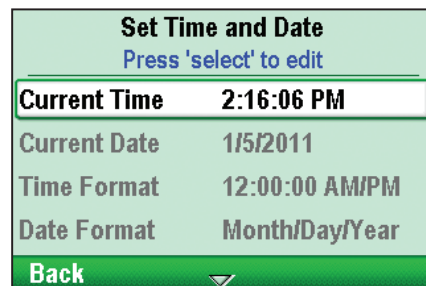 Set Time and Date
Press 'select' to edit
Current Time 2:16:06 PM
Current Date 1/5/2011
Time Format 12:00:00 AM/PM
Date Format Month/Day/Year
Back